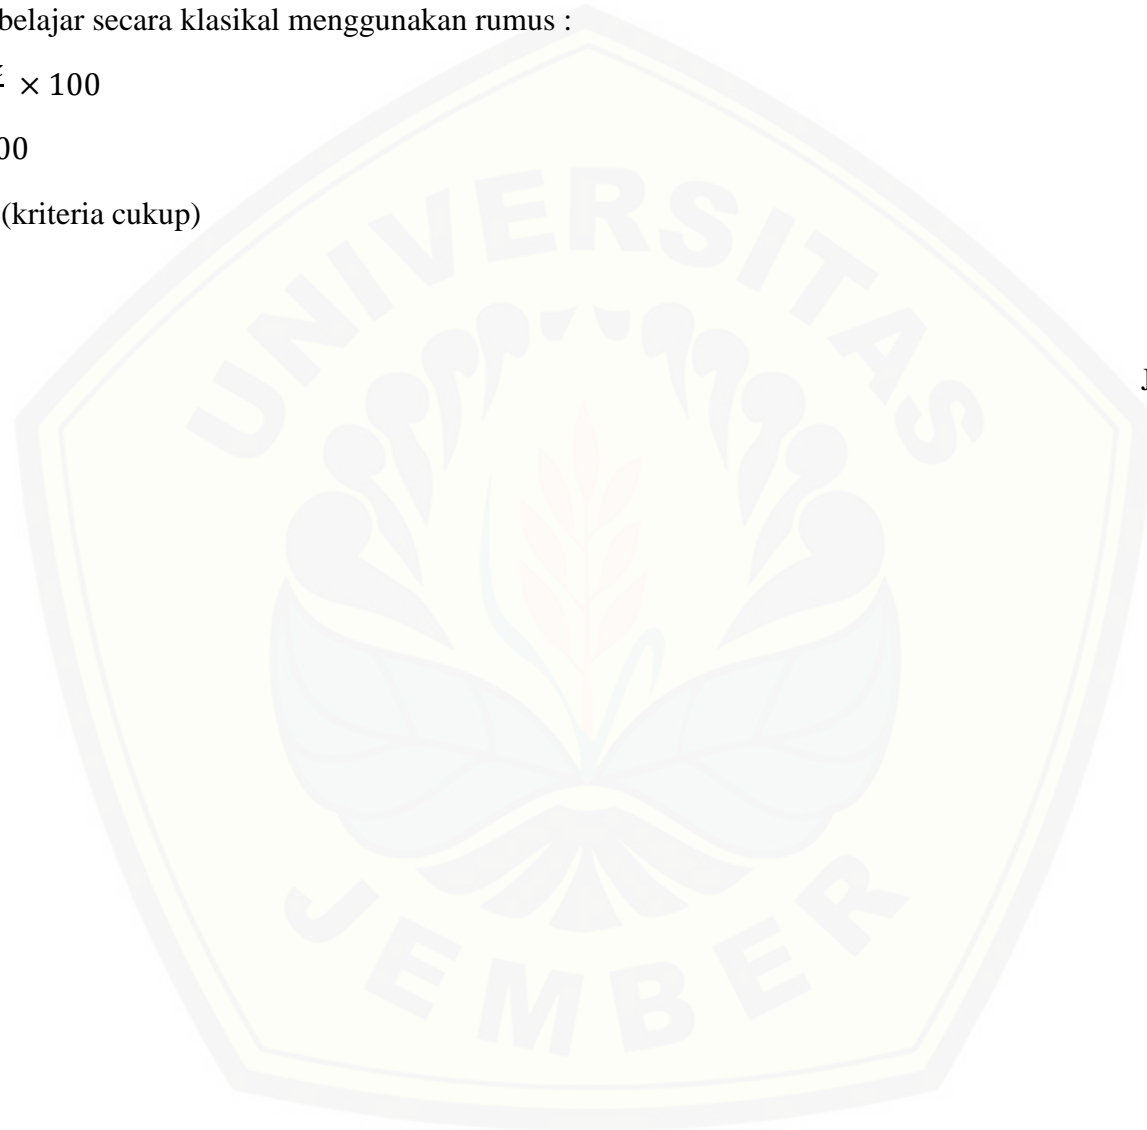 belajar secara klasikal menggunakan rumus :
× 100
00
(kriteria cukup)
J
UNIVERSITAS
JEMBER